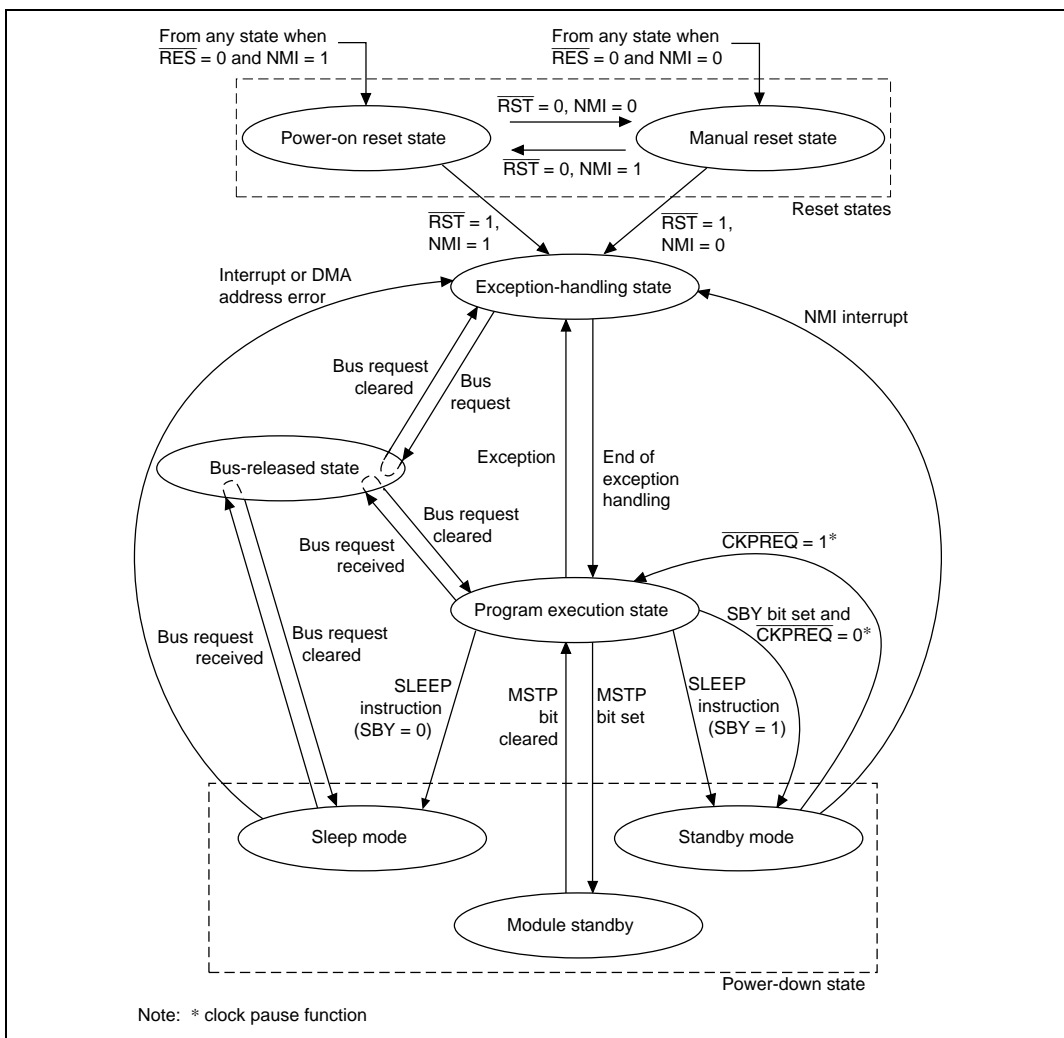 From any state when
RES = 0 and NMI = 1
From any state when
RES = 0 and NMI = 0
RST = 0, NMI = 0
Power-on reset state
Manual reset state
RST = 0, NMI = 1
Reset states
RST = 1,
NMI = 1
RST = 1,
NMI = 0
Interrupt or DMA
address error
Exception-handling state
NMI interrupt
Bus request
cleared
Bus
request
Bus-released state
Exception
End of
exception
handling
Bus request
cleared
Bus request
received
CKPREQ = 1*
Program execution state
SBY bit set and
CKPREQ = 0*
Bus request
received
Bus request
cleared
SLEEP
instruction
(SBY = 0)
MSTP
bit
cleared
MSTP
bit set
SLEEP
instruction
(SBY = 1)
Sleep mode
Standby mode
Module standby
Power-down state
Note: * clock pause function